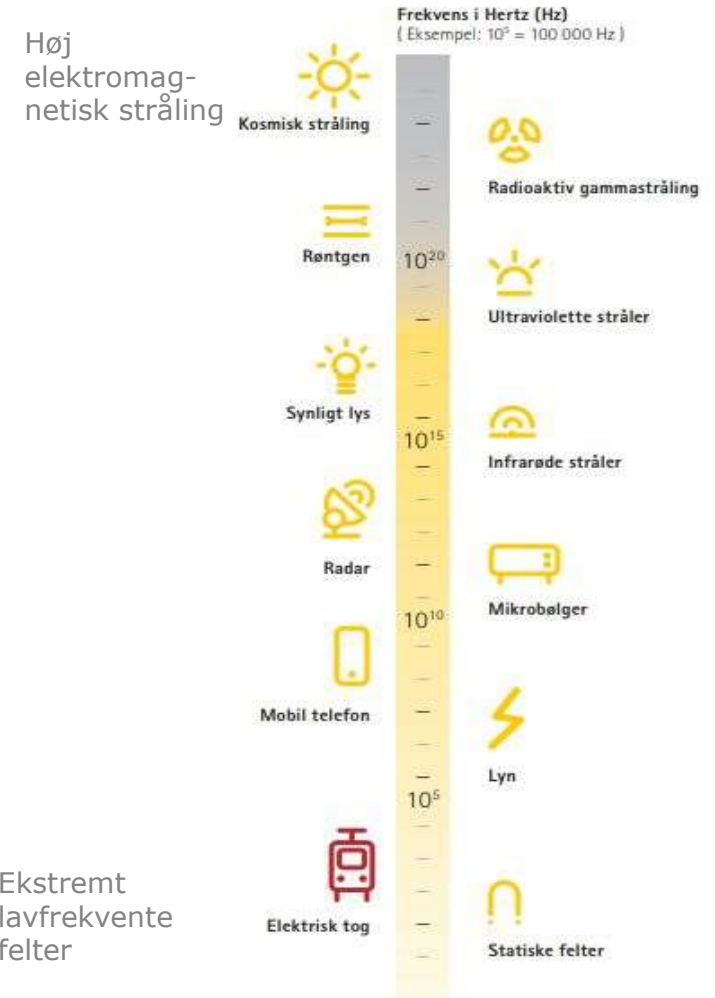 Frekvens i Hertz (Hz)
( Eksempel: 10⁵ = 100 000 Hz )
Høj
elektromag-
netisk stråling
Kosmisk stråling
Radioaktiv gammastråling
Røntgen
10²⁰
Ultraviolette stråler
Synligt lys
10¹⁵
Infrarøde stråler
Radar
Mikrobølger
10¹⁰
Mobil telefon
Lyn
10⁵
Ekstremt
lavfrekvente
felter
Elektrisk tog
Statiske felter